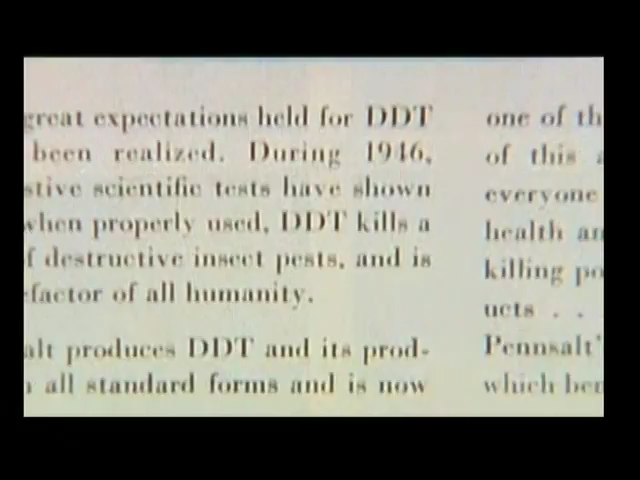 great expectations held for DDT
been realized. During 1946,
stive scientific tests have shown
when properly used, DDT kills a
f destructive insect pests, and is
efactor of all humanity.
alt produces DDT and its prod-
all standard forms and is now
one of th
of this a
everyone
health an
killing po
ucts . .
Pennsalt'
which ben